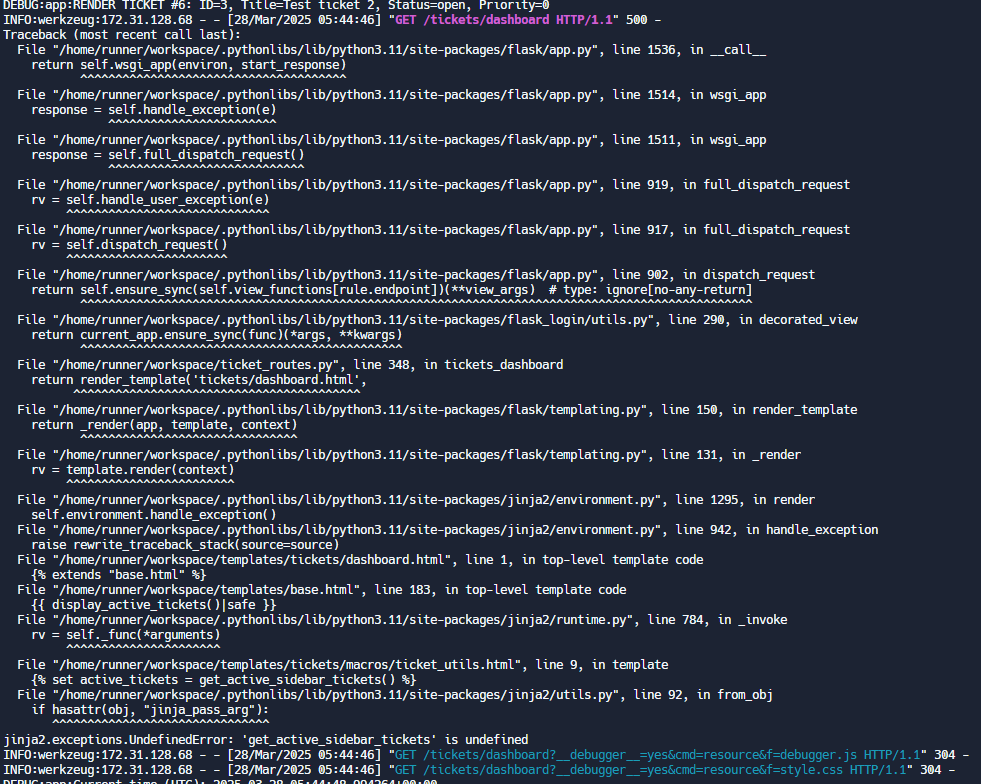 DEBUG:app:RENDER TICKET #6: ID=3, Title=Test ticket 2, Status=open, Priority=0
INFO:werkzeug:172.31.128.68 - - [28/Mar/2025 05:44:46] "GET /tickets/dashboard HTTP/1.1" 500 -
Traceback (most recent call last):
  File "/home/runner/workspace/.pythonlibs/lib/python3.11/site-packages/flask/app.py", line 1536, in __call__
    return self.wsgi_app(environ, start_response)
           ^^^^^^^^^^^^^^^^^^^^^^^^^^^^^^^^^^^^^^
  File "/home/runner/workspace/.pythonlibs/lib/python3.11/site-packages/flask/app.py", line 1514, in wsgi_app
    response = self.handle_exception(e)
               ^^^^^^^^^^^^^^^^^^^^^^^^
  File "/home/runner/workspace/.pythonlibs/lib/python3.11/site-packages/flask/app.py", line 1511, in wsgi_app
    response = self.full_dispatch_request()
               ^^^^^^^^^^^^^^^^^^^^^^^^^^^^
  File "/home/runner/workspace/.pythonlibs/lib/python3.11/site-packages/flask/app.py", line 919, in full_dispatch_request
    rv = self.handle_user_exception(e)
         ^^^^^^^^^^^^^^^^^^^^^^^^^^^^^
  File "/home/runner/workspace/.pythonlibs/lib/python3.11/site-packages/flask/app.py", line 917, in full_dispatch_request
    rv = self.dispatch_request()
         ^^^^^^^^^^^^^^^^^^^^^^^
  File "/home/runner/workspace/.pythonlibs/lib/python3.11/site-packages/flask/app.py", line 902, in dispatch_request
    return self.ensure_sync(self.view_functions[rule.endpoint])(**view_args)  # type: ignore[no-any-return]
           ^^^^^^^^^^^^^^^^^^^^^^^^^^^^^^^^^^^^^^^^^^^^^^^^^^^^^^^^^^^^^^^^^^^^^^^^^^^^^^^^^^^^^^^^^^^^^^^^
  File "/home/runner/workspace/.pythonlibs/lib/python3.11/site-packages/flask_login/utils.py", line 290, in decorated_view
    return current_app.ensure_sync(func)(*args, **kwargs)
           ^^^^^^^^^^^^^^^^^^^^^^^^^^^^^^^^^^^^^^^^^^^^^^
  File "/home/runner/workspace/ticket_routes.py", line 348, in tickets_dashboard
    return render_template('tickets/dashboard.html',
          ^^^^^^^^^^^^^^^^^^^^^^^^^^^^^^^^^^^^^^^^^
  File "/home/runner/workspace/.pythonlibs/lib/python3.11/site-packages/flask/templating.py", line 150, in render_template
    return _render(app, template, context)
           ^^^^^^^^^^^^^^^^^^^^^^^^^^^^^^^
  File "/home/runner/workspace/.pythonlibs/lib/python3.11/site-packages/flask/templating.py", line 131, in _render
    rv = template.render(context)
         ^^^^^^^^^^^^^^^^^^^^^^^^
  File "/home/runner/workspace/.pythonlibs/lib/python3.11/site-packages/jinja2/environment.py", line 1295, in render
    self.environment.handle_exception()
  File "/home/runner/workspace/.pythonlibs/lib/python3.11/site-packages/jinja2/environment.py", line 942, in handle_exception
    raise rewrite_traceback_stack(source=source)
  File "/home/runner/workspace/templates/tickets/dashboard.html", line 1, in top-level template code
    {% extends "base.html" %}
  File "/home/runner/workspace/templates/base.html", line 183, in top-level template code
    {{ display_active_tickets()|safe }}
  File "/home/runner/workspace/.pythonlibs/lib/python3.11/site-packages/jinja2/runtime.py", line 784, in _invoke
    rv = self._func(*arguments)
         ^^^^^^^^^^^^^^^^^^^^^^
  File "/home/runner/workspace/templates/tickets/macros/ticket_utils.html", line 9, in template
    {% set active_tickets = get_active_sidebar_tickets() %}
  File "/home/runner/workspace/.pythonlibs/lib/python3.11/site-packages/jinja2/utils.py", line 92, in from_obj
    if hasattr(obj, "jinja_pass_arg"):
       ^^^^^^^^^^^^^^^^^^^^^^^^^^^^^^
jinja2.exceptions.UndefinedError: 'get_active_sidebar_tickets' is undefined
INFO:werkzeug:172.31.128.68 - - [28/Mar/2025 05:44:46] "GET /tickets/dashboard?__debugger__=yes&cmd=resource&f=debugger.js HTTP/1.1" 304 -
INFO:werkzeug:172.31.128.68 - - [28/Mar/2025 05:44:46] "GET /tickets/dashboard?__debugger__=yes&cmd=resource&f=style.css HTTP/1.1" 304 -